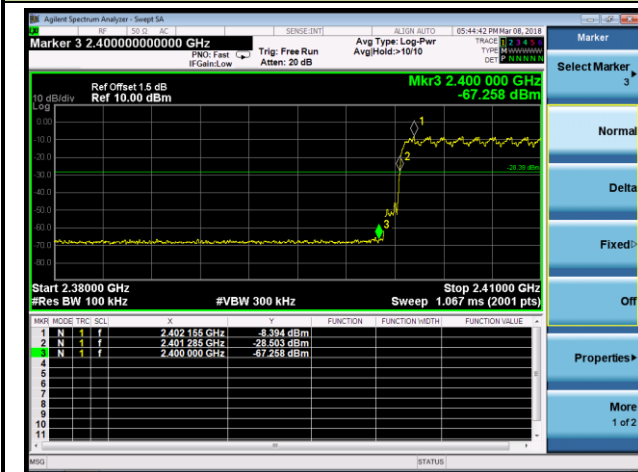 Agilent Spectrum Analyzer - Swept SA
RF 50 Ω AC SENSE:INT ALIGN AUTO 05:44:42 PM Mar 08, 2018
Marker 3 2.400000000000 GHz
PNO: Fast
IFGain:Low
Trig: Free Run
Atten: 20 dB
Avg Type: Log-Pwr
Avg|Hold:>10/10
TRACE 1 2 3 4 5 6
TYPE M W W W W W
DET P N N N N N
Ref Offset 1.5 dB
10 dB/div Ref 10.00 dBm
Log
Mkr3 2.400 000 GHz
-67.258 dBm
0.00
-10.0
-20.0
-30.0
-40.0
-50.0
-60.0
-70.0
-80.0
1
2
3
-28.39 dBm
Start 2.38000 GHz Stop 2.41000 GHz
#Res BW 100 kHz #VBW 300 kHz Sweep 1.067 ms (2001 pts)
MKR MODE TRC SCL X Y FUNCTION FUNCTION WIDTH FUNCTION VALUE
1 N 1 f 2.402 155 GHz -8.394 dBm
2 N 1 f 2.401 285 GHz -28.503 dBm
3 N 1 f 2.400 000 GHz -67.258 dBm
4
5
6
7
8
9
10
11
MSG STATUS
Marker
Select Marker
3
Normal
Delta
Fixed
Off
Properties
More
1 of 2